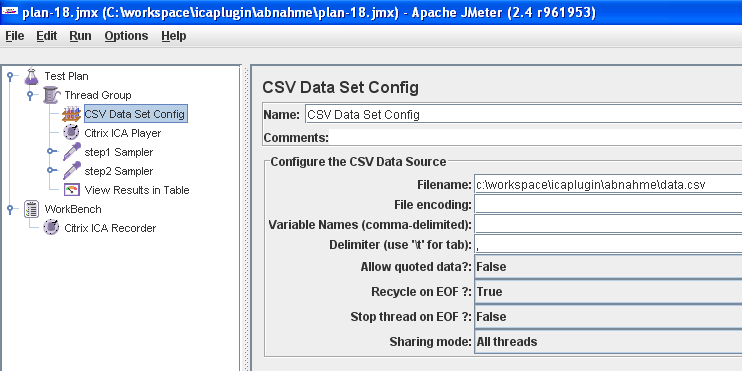 plan-18.jmx (C:\workspace\icaplugin\abnahme\plan-18.jmx) - Apache JMeter (2.4 r961953)
File Edit Run Options Help
Test Plan
Thread Group
CSV Data Set Config
Citrix ICA Player
step1 Sampler
step2 Sampler
View Results in Table
WorkBench
Citrix ICA Recorder
CSV Data Set Config
Name: CSV Data Set Config
Comments:
Configure the CSV Data Source
Filename: c:\workspace\icaplugin\abnahme\data.csv
File encoding:
Variable Names (comma-delimited):
Delimiter (use '\t' for tab): ,
Allow quoted data?: False
Recycle on EOF ?: True
Stop thread on EOF ?: False
Sharing mode: All threads